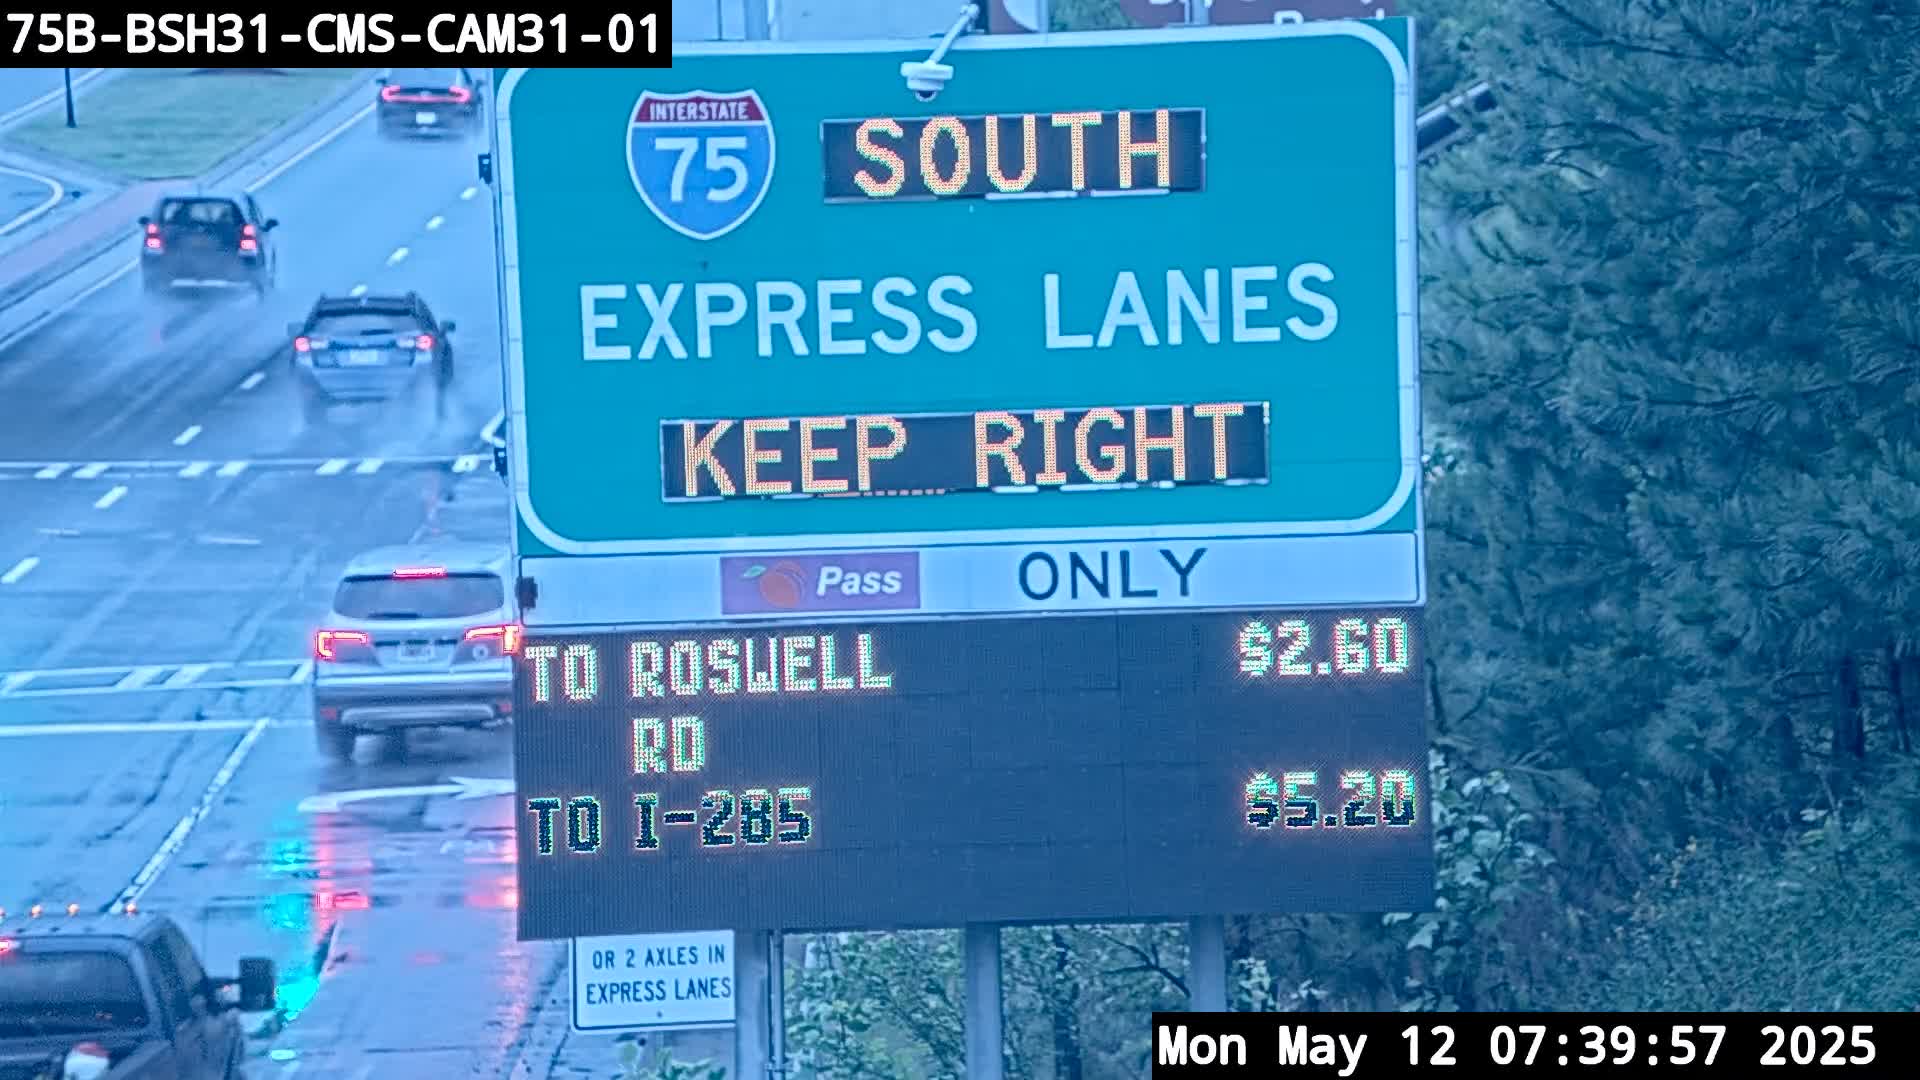 75B-BSH31-CMS-CAM31-01
INTERSTATE
75
SOUTH
EXPRESS LANES
KEEP RIGHT
Pass
ONLY
TO ROSWELL $2.60
RD
TO I-285 $5.20
OR 2 AXLES IN
EXPRESS LANES
Mon May 12 07:39:57 2025